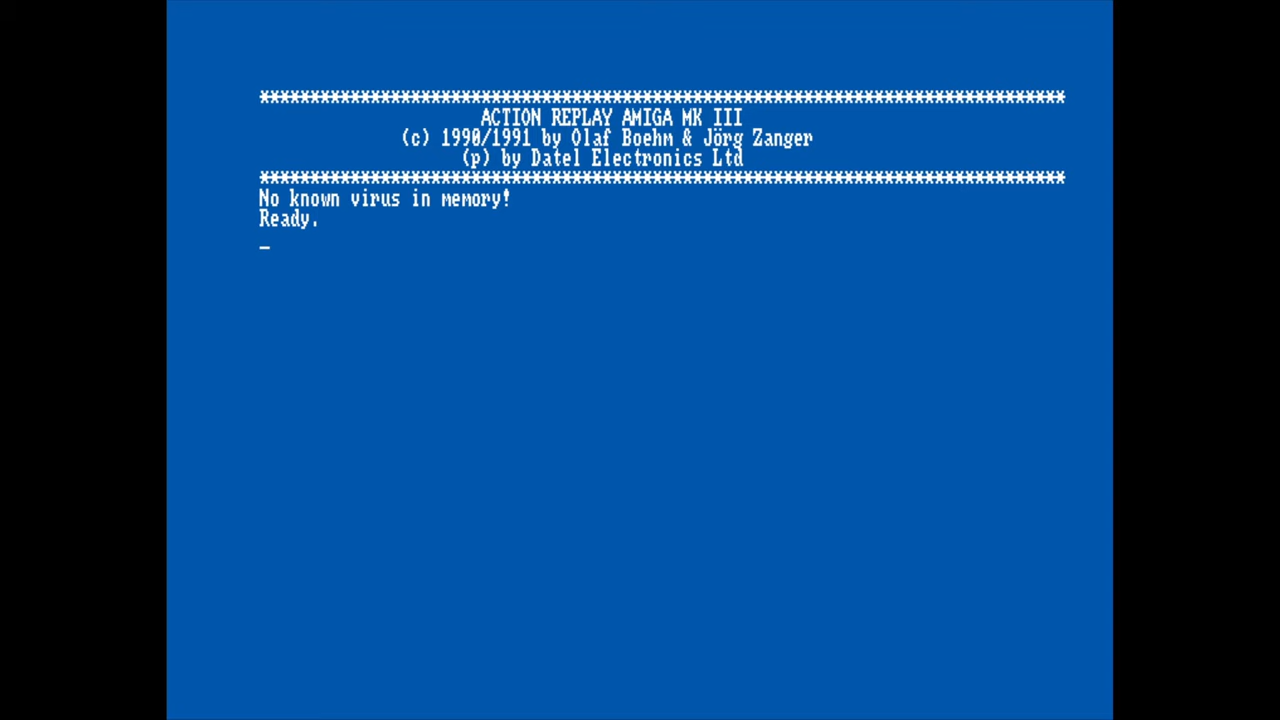 ********************************************************************************
ACTION REPLAY AMIGA MK III
(c) 1990/1991 by Olaf Boehm & Jörg Zanger
(p) by Datel Electronics Ltd
********************************************************************************
No known virus in memory!
Ready.
_